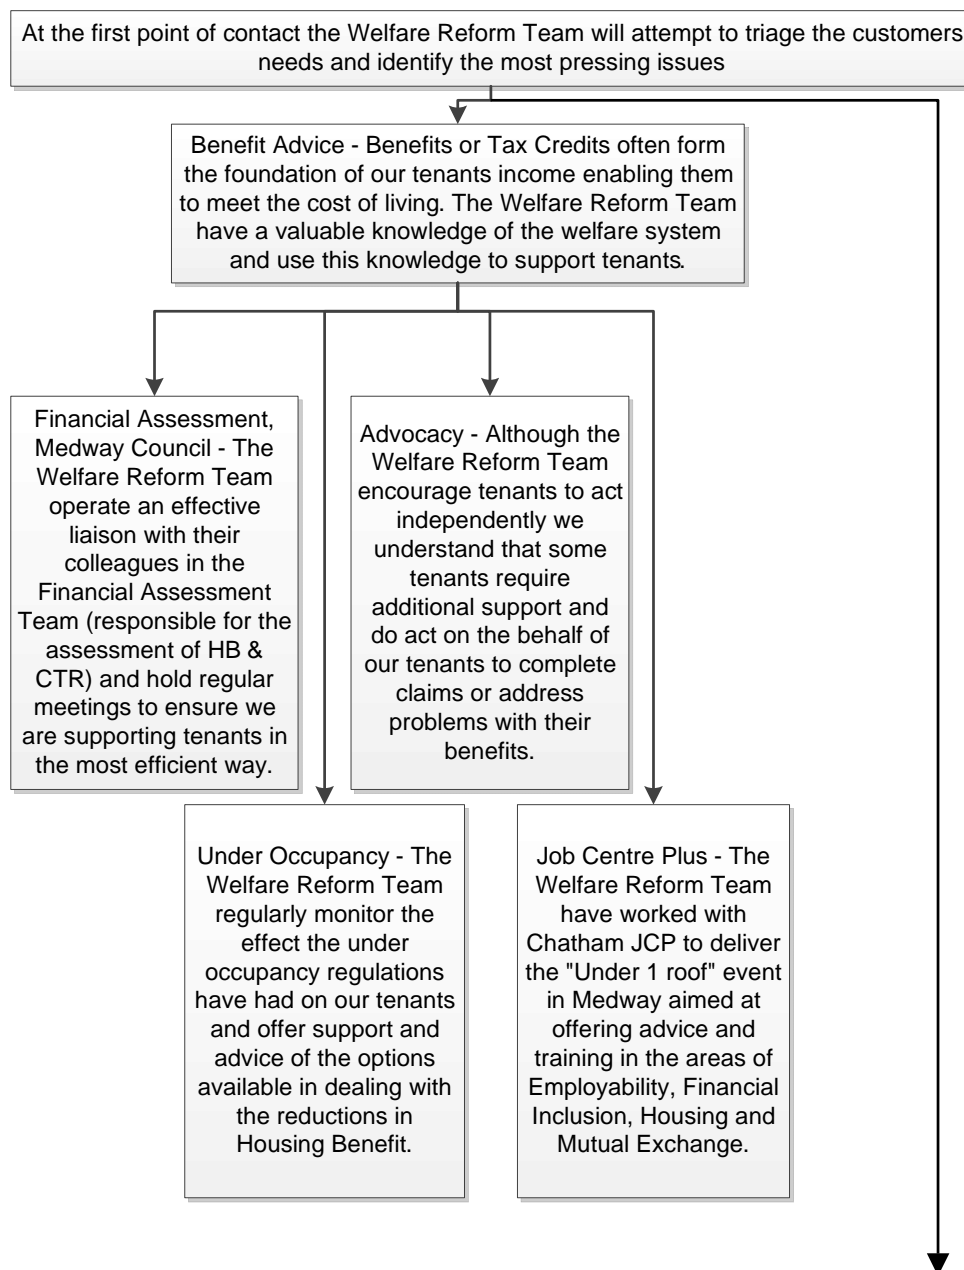 At the first point of contact the Welfare Reform Team will attempt to triage the customers
needs and identify the most pressing issues
Benefit Advice - Benefits or Tax Credits often form
the foundation of our tenants income enabling them
to meet the cost of living. The Welfare Reform Team
have a valuable knowledge of the welfare system
and use this knowledge to support tenants.
Financial Assessment,
Medway Council - The
Welfare Reform Team
operate an effective
liaison with their
colleagues in the
Financial Assessment
Team (responsible for the
assessment of HB &
CTR) and hold regular
meetings to ensure we
are supporting tenants in
the most efficient way.
Advocacy - Although the
Welfare Reform Team
encourage tenants to act
independently we
understand that some
tenants require
additional support and
do act on the behalf of
our tenants to complete
claims or address
problems with their
benefits.
Under Occupancy - The
Welfare Reform Team
regularly monitor the
effect the under
occupancy regulations
have had on our tenants
and offer support and
advice of the options
available in dealing with
the reductions in
Housing Benefit.
Job Centre Plus - The
Welfare Reform Team
have worked with
Chatham JCP to deliver
the "Under 1 roof" event
in Medway aimed at
offering advice and
training in the areas of
Employability, Financial
Inclusion, Housing and
Mutual Exchange.